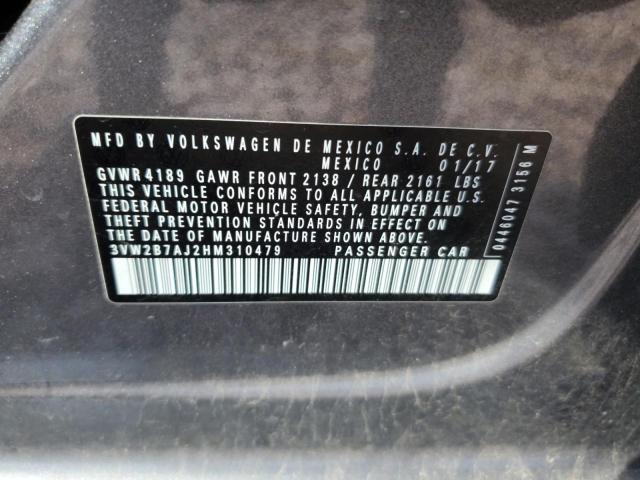 MFD BY VOLKSWAGEN DE MEXICO S.A. DE C.V.
MEXICO 01/17
GVWR4189 GAWR FRONT 2138 / REAR 2161 LBS
THIS VEHICLE CONFORMS TO ALL APPLICABLE U.S.
FEDERAL MOTOR VEHICLE SAFETY, BUMPER AND
THEFT PREVENTION STANDARDS IN EFFECT ON
THE DATE OF MANUFACTURE SHOWN ABOVE.
3VW2B7AJ2HM310479 PASSENGER CAR
0446047 3156 M